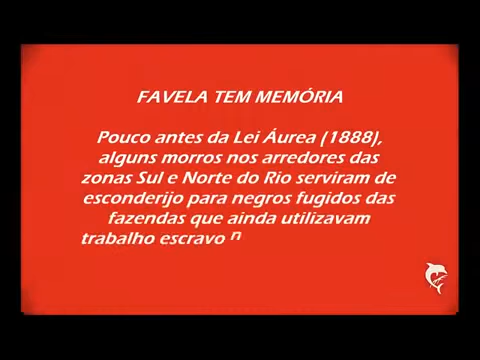 FAVELA TEM MEMÓRIA
Pouco antes da Lei Áurea (1888),
alguns morros nos arredores das
zonas Sul e Norte do Rio serviram de
esconderijo para negros fugidos das
fazendas que ainda utilizavam
trabalho escravo n